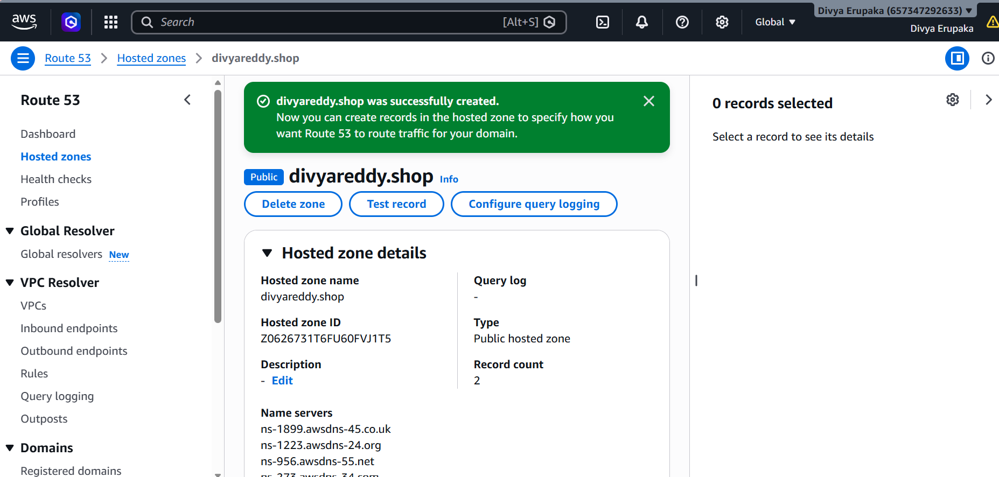 aws
Search
[Alt+S]
Global
Divya Erupaka (657347292633)
Divya Erupaka
Route 53
Hosted zones
divyareddy.shop
Route 53
Dashboard
Hosted zones
Health checks
Profiles
Global Resolver
Global resolvers New
VPC Resolver
VPCs
Inbound endpoints
Outbound endpoints
Rules
Query logging
Outposts
Domains
Registered domains
divyareddy.shop was successfully created.
Now you can create records in the hosted zone to specify how you
want Route 53 to route traffic for your domain.
Public divyareddy.shop Info
Delete zone
Test record
Configure query logging
Hosted zone details
Hosted zone name
divyareddy.shop
Hosted zone ID
Z0626731T6FU60FVJ1T5
Description
- Edit
Query log
-
Type
Public hosted zone
Record count
2
Name servers
ns-1899.awsdns-45.co.uk
ns-1223.awsdns-24.org
ns-956.awsdns-55.net
ns-273.awsdns-34.com
0 records selected
Select a record to see its details